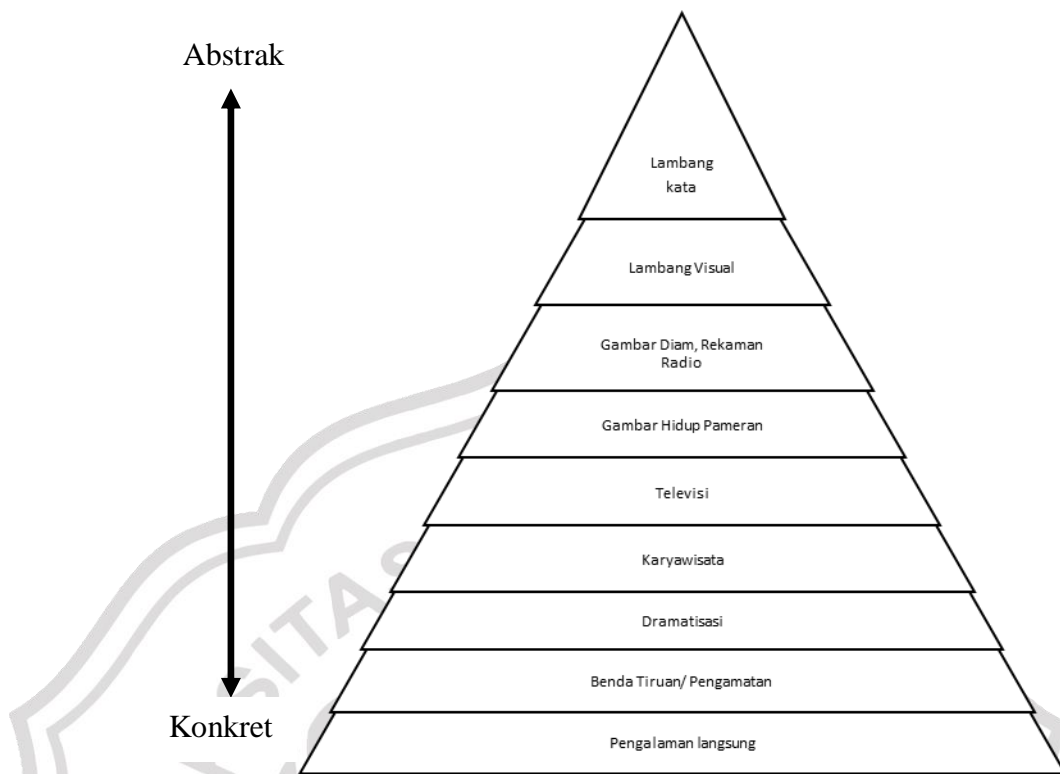 Abstrak
Lambang
kata
Lambang Visual
Gambar Diam, Rekaman
Radio
Gambar Hidup Pameran
Televisi
Karyawisata
Dramatisasi
Benda Tiruan/ Pengamatan
Pengalaman langsung
Konkret
SITAS